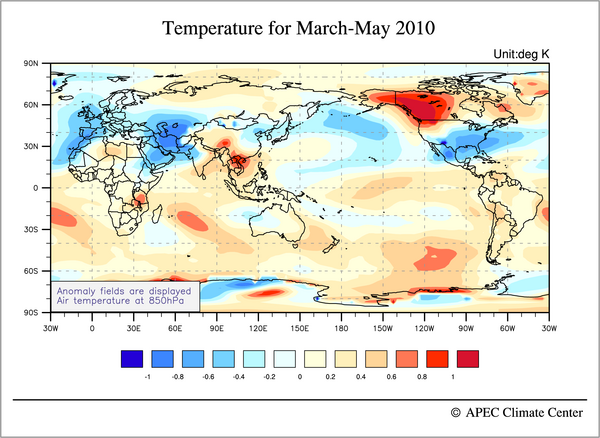 Temperature for March-May 2010
Unit:deg K
90N
60N
30N
0
30S
60S
90S
Anomaly fields are displayed
Air temperature at 850hPa
30W 0 30E 60E 90E 120E 150E 180 150W 120W 90W 60W 30W
-1 -0.8 -0.6 -0.4 -0.2 0 0.2 0.4 0.6 0.8 1
© APEC Climate Center